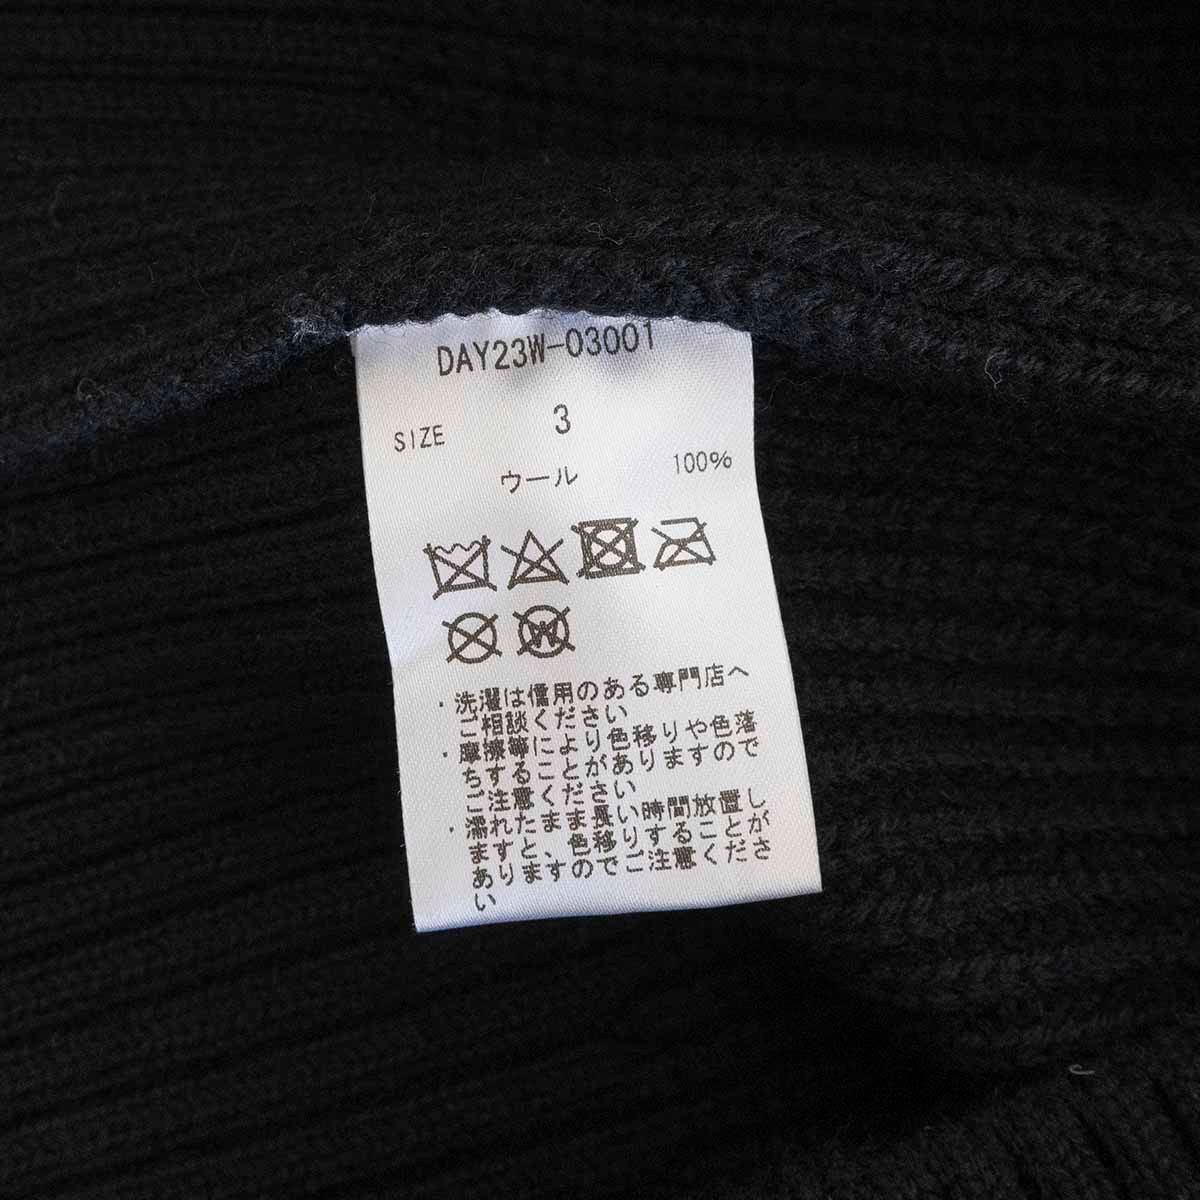 DAY23W-03001
SIZE 3
ウール 100%
W
・洗濯は信用のある専門店へ
ご相談ください
・摩擦等により色移りや色落
ちすることがありますので
ご注意ください
・濡れたまま長い時間放置し
ますと、色移りすることが
ありますのでご注意くださ
い